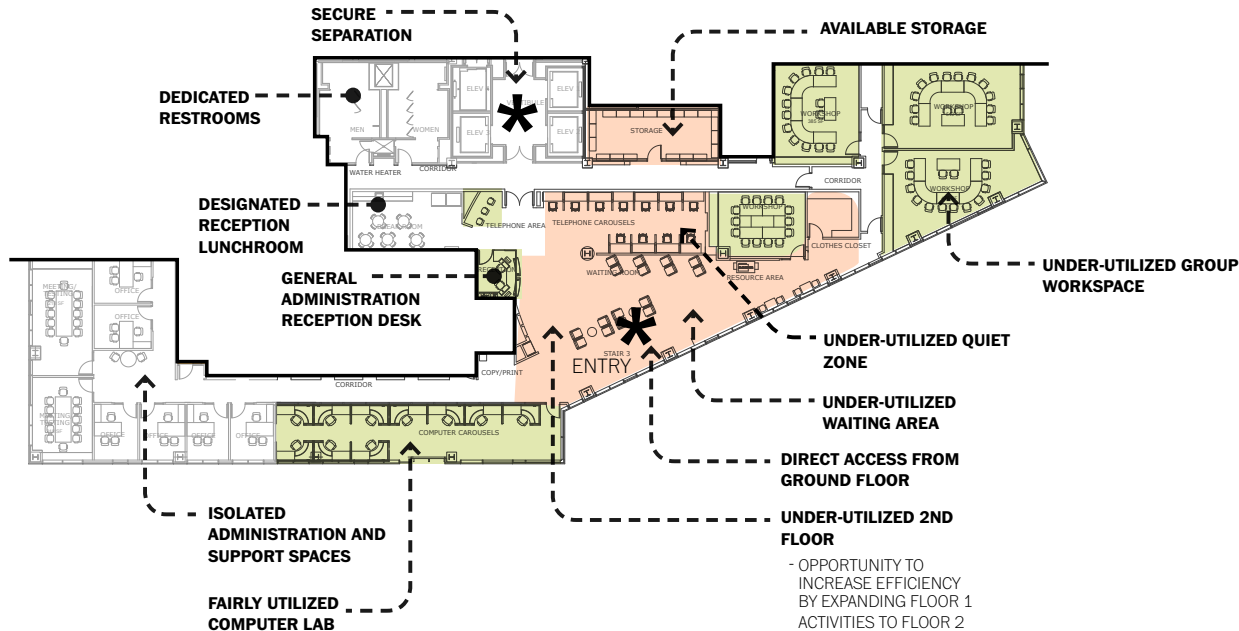 SECURE
SEPARATION
AVAILABLE STORAGE
DEDICATED
RESTROOMS
ELEV 4
VESTIBULE
ELEV
ELEV 3
ELEV 2
MEN
WOMEN
STORAGE
WORKSHOP
WORKSHOP
WATER HEATER
CORRIDOR
CORRIDOR
WORKSHOP
DESIGNATED
RECEPTION
LUNCHROOM
TELEPHONE AREA
TELEPHONE CAROUSELS
WORKSHOP
CLOTHES CLOSET
WAITING ROOM
RESOURCE AREA
GENERAL
ADMINISTRATION
RECEPTION DESK
UNDER-UTILIZED GROUP
WORKSPACE
MEETING/
TESTING
OFFICE
OFFICE
STAIR 3
ENTRY
COPY/PRINT
CORRIDOR
UNDER-UTILIZED QUIET
ZONE
UNDER-UTILIZED
WAITING AREA
OFFICE
OFFICE
OFFICE
OFFICE
COMPUTER CAROUSELS
DIRECT ACCESS FROM
GROUND FLOOR
ISOLATED
ADMINISTRATION AND
SUPPORT SPACES
UNDER-UTILIZED 2ND
FLOOR
- OPPORTUNITY TO
INCREASE EFFICIENCY
BY EXPANDING FLOOR 1
ACTIVITIES TO FLOOR 2
FAIRLY UTILIZED
COMPUTER LAB